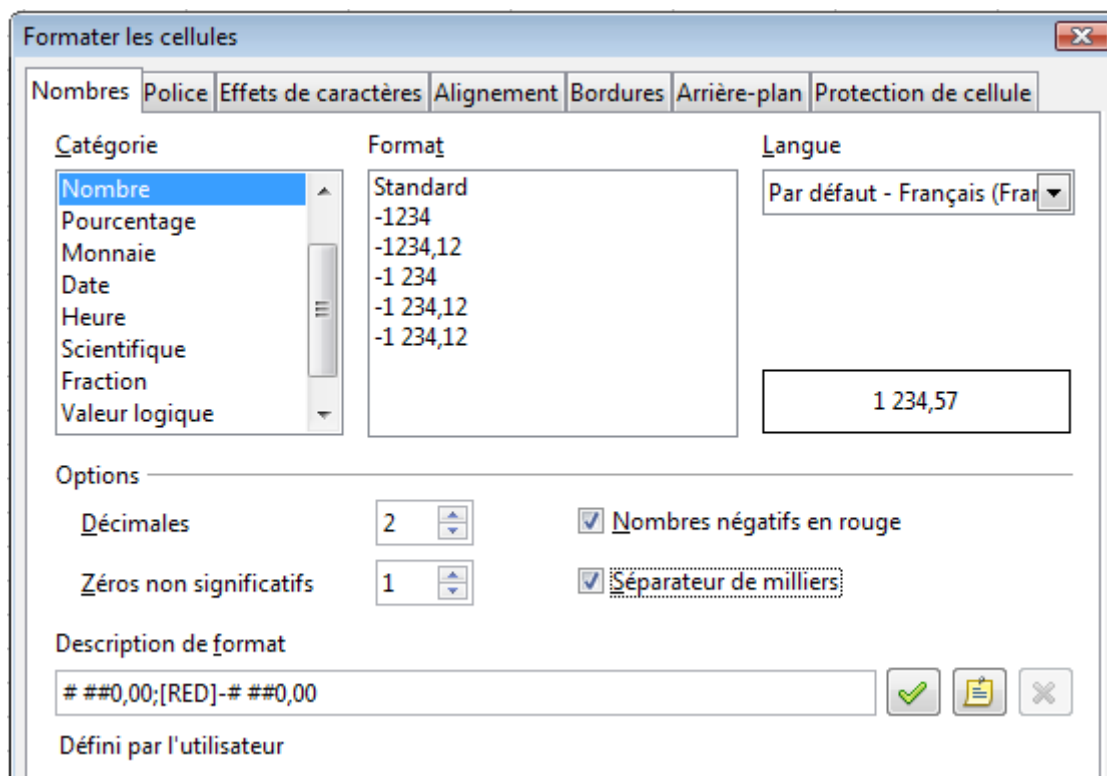 Formater les cellules
Nombres Police Effets de caractères Alignement Bordures Arrière-plan Protection de cellule
Catégorie
Nombre
Pourcentage
Monnaie
Date
Heure
Scientifique
Fraction
Valeur logique
Format
Standard
-1234
-1234,12
-1 234
-1 234,12
-1 234,12
Langue
Par défaut - Français (Fran
1 234,57
Options
Décimales 2
Nombres négatifs en rouge
Zéros non significatifs 1
Séparateur de milliers
Description de format
# ##0,00;[RED]-# ##0,00
Défini par l'utilisateur